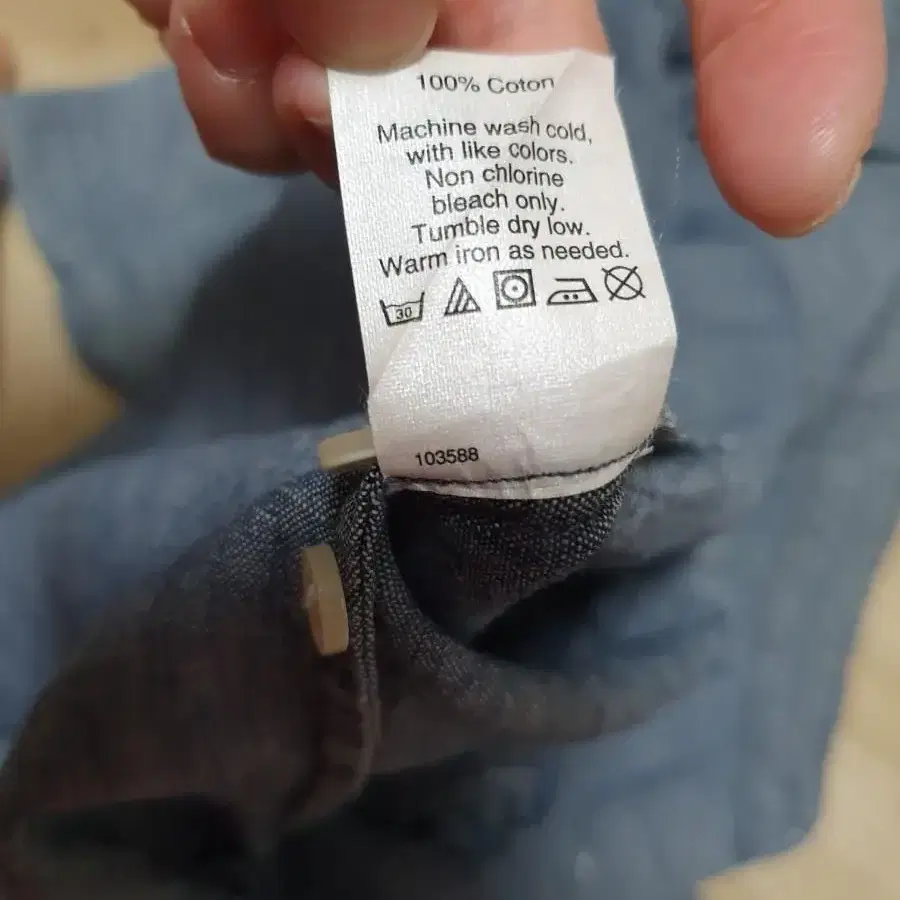 100% Coton
Machine wash cold,
with like colors.
Non chlorine
bleach only.
Tumble dry low.
Warm iron as needed.
30
103588